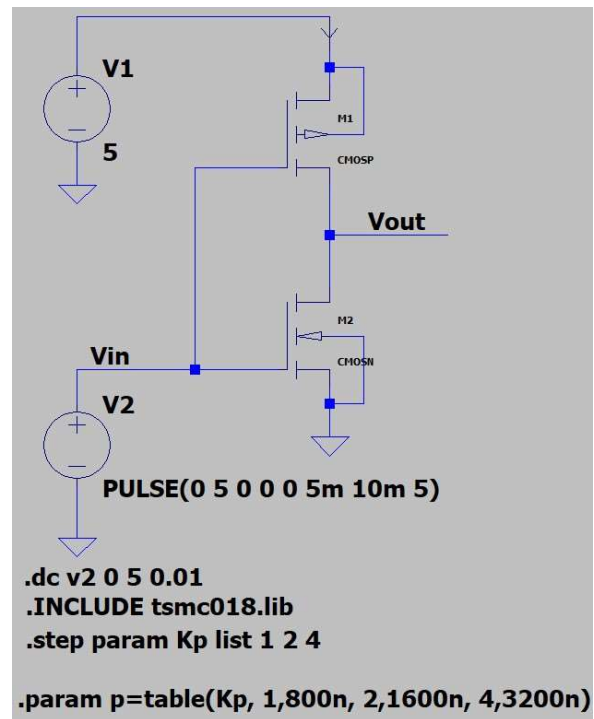 V1
5
M1
CMOSP
Vout
M2
CMOSN
Vin
V2
PULSE(0 5 0 0 0 5m 10m 5)
.dc v2 0 5 0.01
.INCLUDE tsmc018.lib
.step param Kp list 1 2 4
.param p=table(Kp, 1,800n, 2,1600n, 4,3200n)